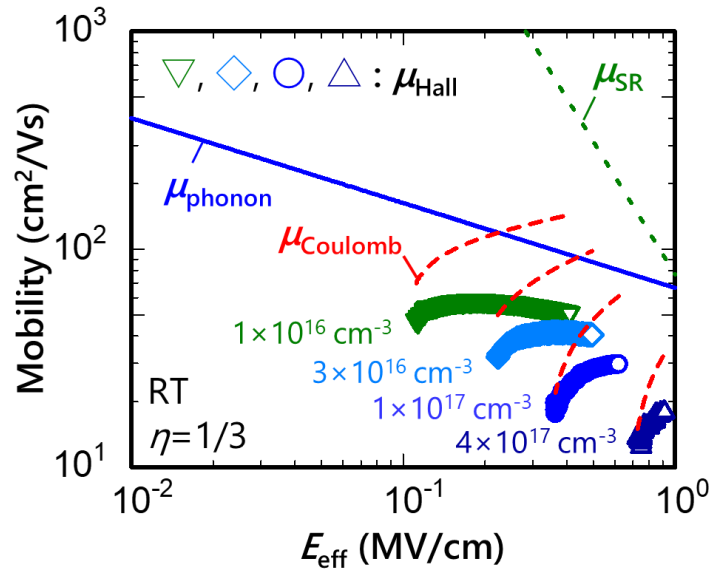 10³
▽, ◇, ○, △ : μHall
μSR
μphonon
10²
μCoulomb
1×10¹⁶ cm⁻³
3×10¹⁶ cm⁻³
1×10¹⁷ cm⁻³
4×10¹⁷ cm⁻³
RT
η=1/3
10¹
10⁻²
10⁻¹
10⁰
Eeff (MV/cm)
Mobility (cm²/Vs)